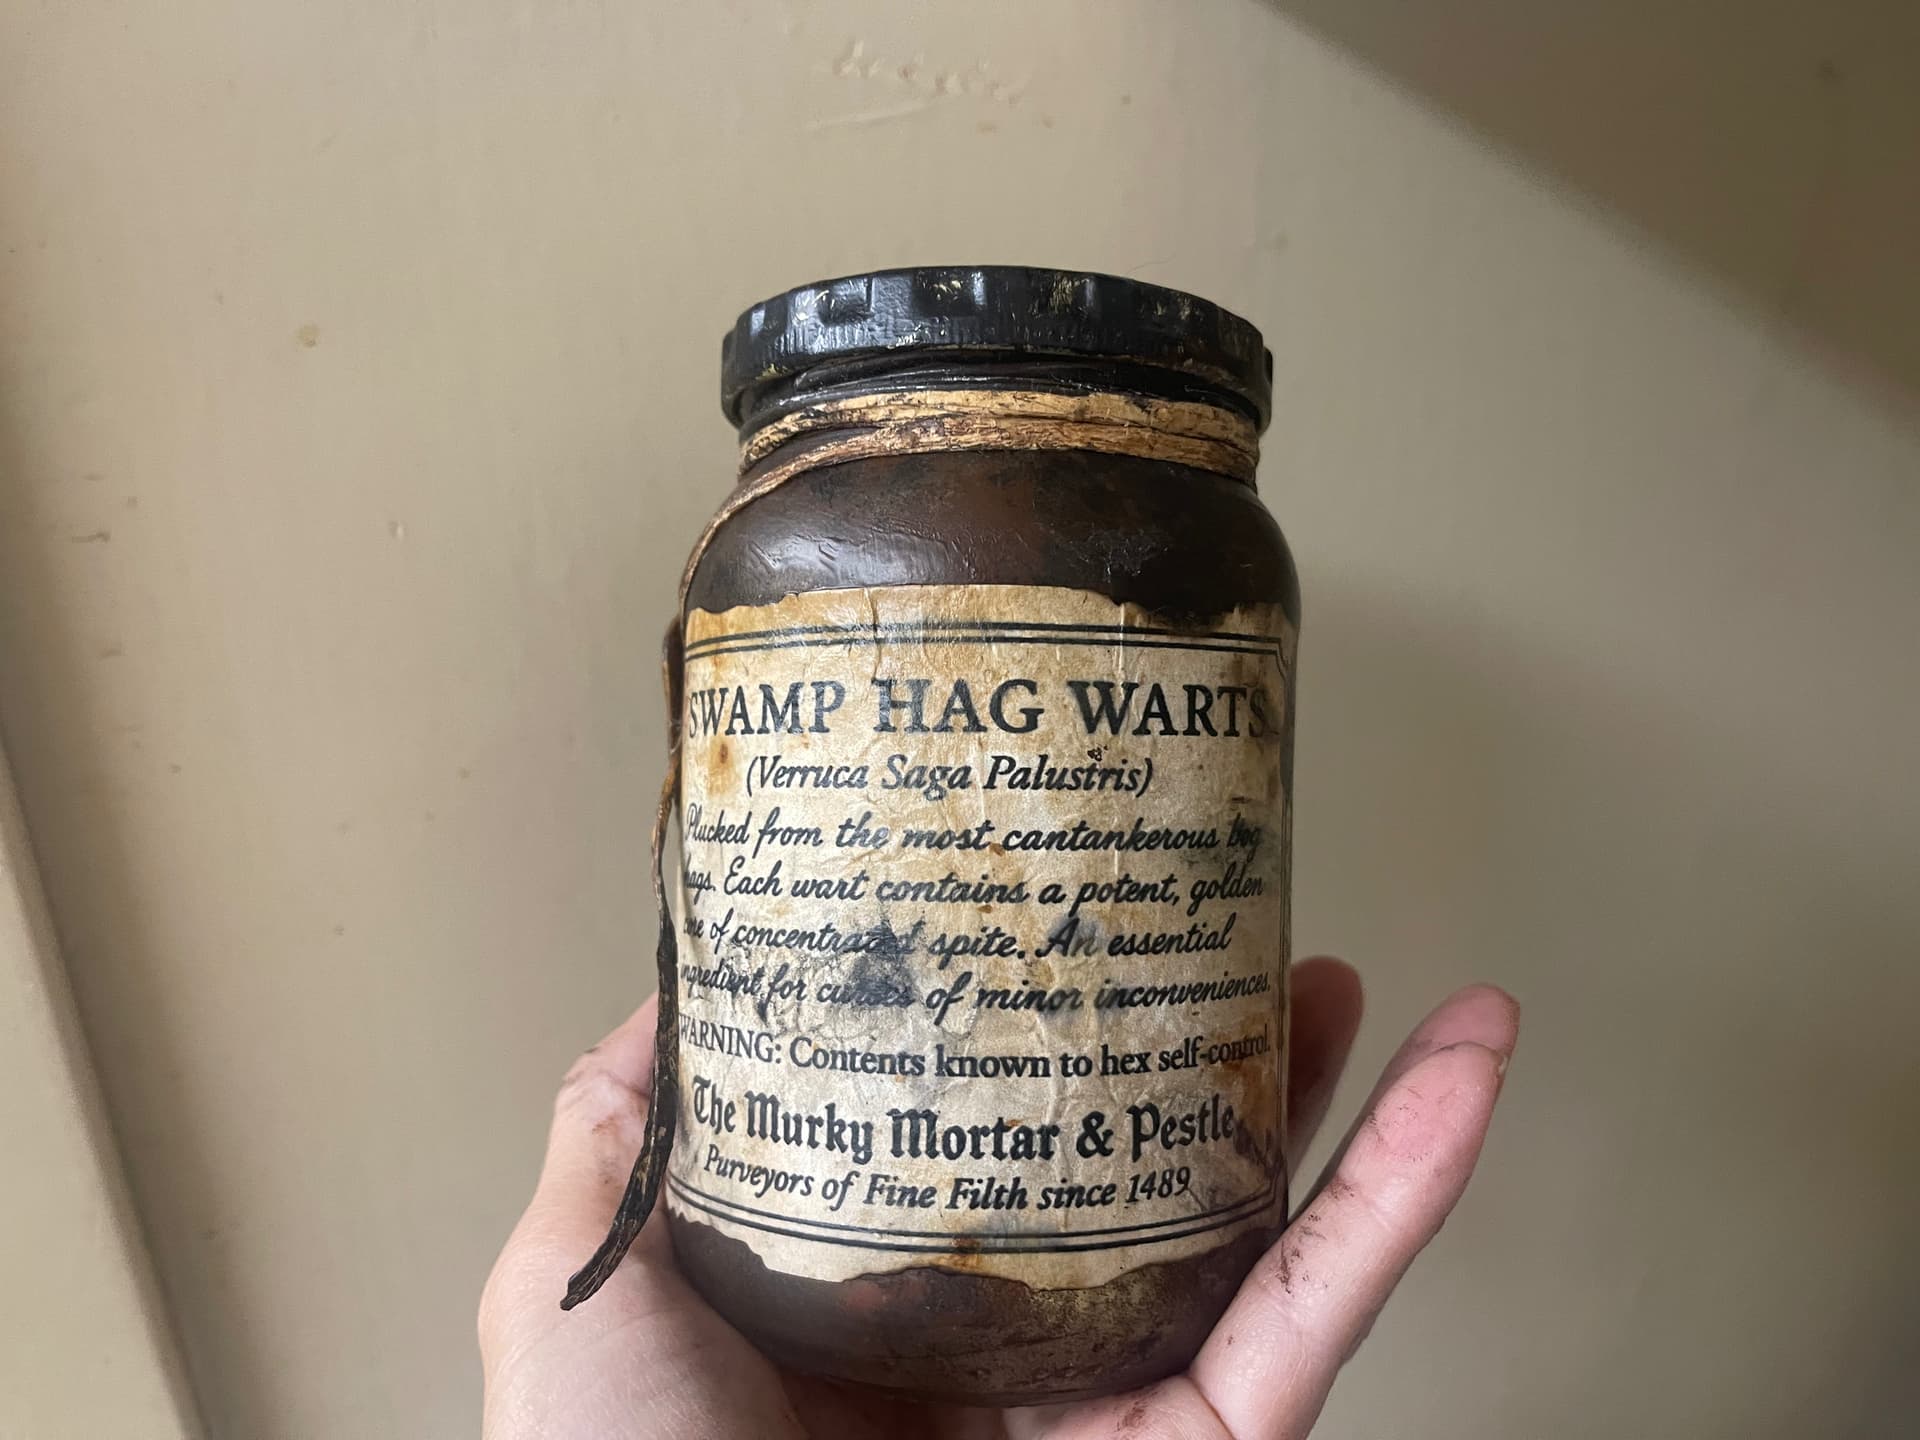 SWAMP HAG WARTS
(Verruca Saga Palustris)
Plucked from the most cantankerous bog
hags. Each wart contains a potent, golden
core of concentrated spite. An essential
ingredient for curses of minor inconveniences.
WARNING: Contents known to hex self-control.
The Murky Mortar & Pestle
Purveyors of Fine Filth since 1489